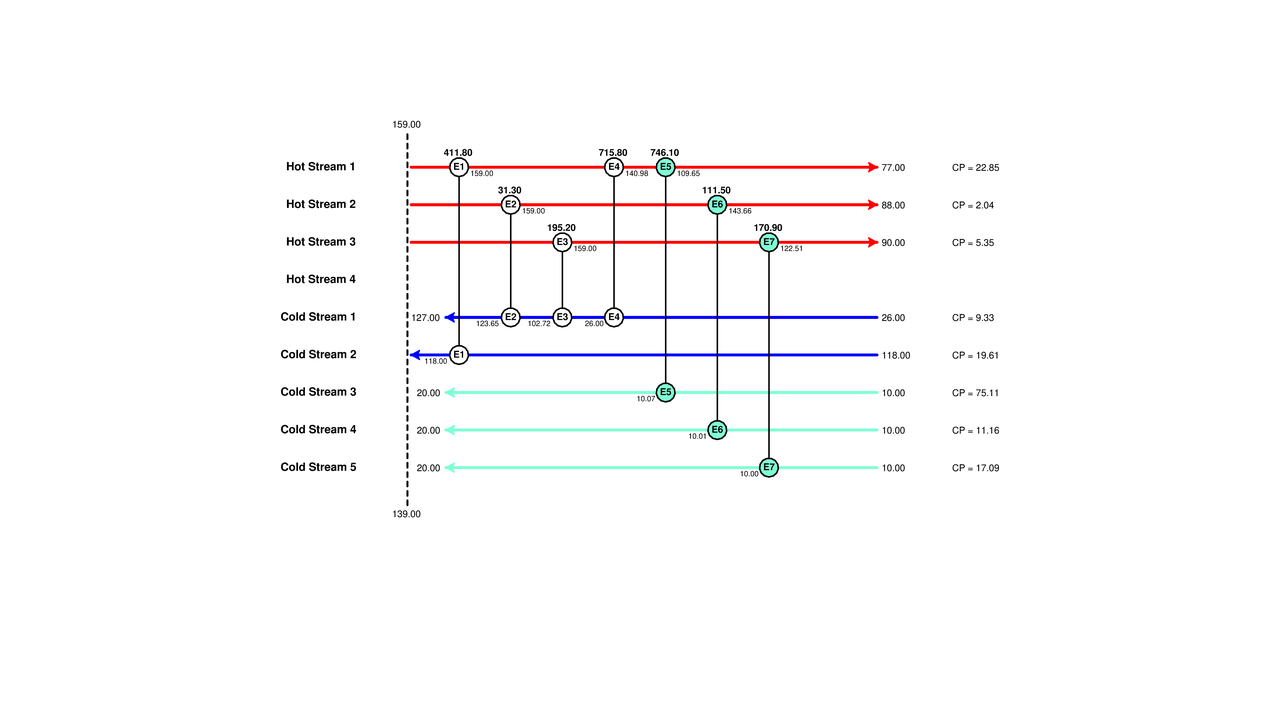 159.00
411.80 715.80 746.10
Hot Stream 1 E1 159.00 E4 140.98 E5 109.65 77.00 CP = 22.85
31.30 111.50
Hot Stream 2 E2 159.00 E6 143.66 88.00 CP = 2.04
195.20 170.90
Hot Stream 3 E3 159.00 E7 122.51 90.00 CP = 5.35
Hot Stream 4
Cold Stream 1 127.00 123.65 E2 102.72 E3 26.00 E4 26.00 CP = 9.33
Cold Stream 2 118.00 E1 118.00 CP = 19.61
Cold Stream 3 20.00 10.07 E5 10.00 CP = 75.11
Cold Stream 4 20.00 10.01 E6 10.00 CP = 11.16
Cold Stream 5 20.00 10.00 E7 10.00 CP = 17.09
139.00